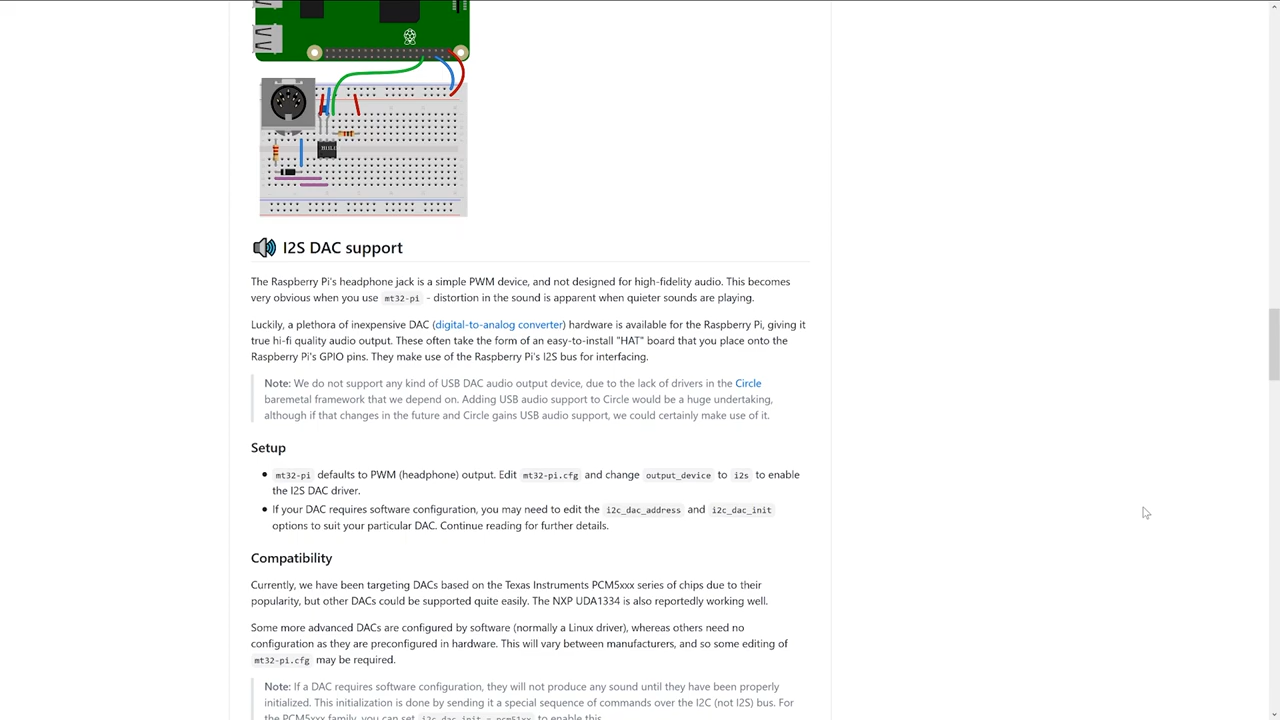 I2S DAC support
The Raspberry Pi's headphone jack is a simple PWM device, and not designed for high-fidelity audio. This becomes
very obvious when you use mt32-pi - distortion in the sound is apparent when quieter sounds are playing.
Luckily, a plethora of inexpensive DAC (digital-to-analog converter) hardware is available for the Raspberry Pi, giving it
true hi-fi quality audio output. These often take the form of an easy-to-install "HAT" board that you place onto the
Raspberry Pi's GPIO pins. They make use of the Raspberry Pi's I2S bus for interfacing.
Note: We do not support any kind of USB DAC audio output device, due to the lack of drivers in the Circle
baremetal framework that we depend on. Adding USB audio support to Circle would be a huge undertaking,
although if that changes in the future and Circle gains USB audio support, we could certainly make use of it.
Setup
• mt32-pi defaults to PWM (headphone) output. Edit mt32-pi.cfg and change output_device to i2s to enable
the I2S DAC driver.
• If your DAC requires software configuration, you may need to edit the i2c_dac_address and i2c_dac_init
options to suit your particular DAC. Continue reading for further details.
Compatibility
Currently, we have been targeting DACs based on the Texas Instruments PCM5xxx series of chips due to their
popularity, but other DACs could be supported quite easily. The NXP UDA1334 is also reportedly working well.
Some more advanced DACs are configured by software (normally a Linux driver), whereas others need no
configuration as they are preconfigured in hardware. This will vary between manufacturers, and so some editing of
mt32-pi.cfg may be required.
Note: If a DAC requires software configuration, they will not produce any sound until they have been properly
initialized. This initialization is done by sending it a special sequence of commands over the I2C (not I2S) bus. For
the PCM5xxx family, you can set i2c_dac_init = pcm51xx to enable this.